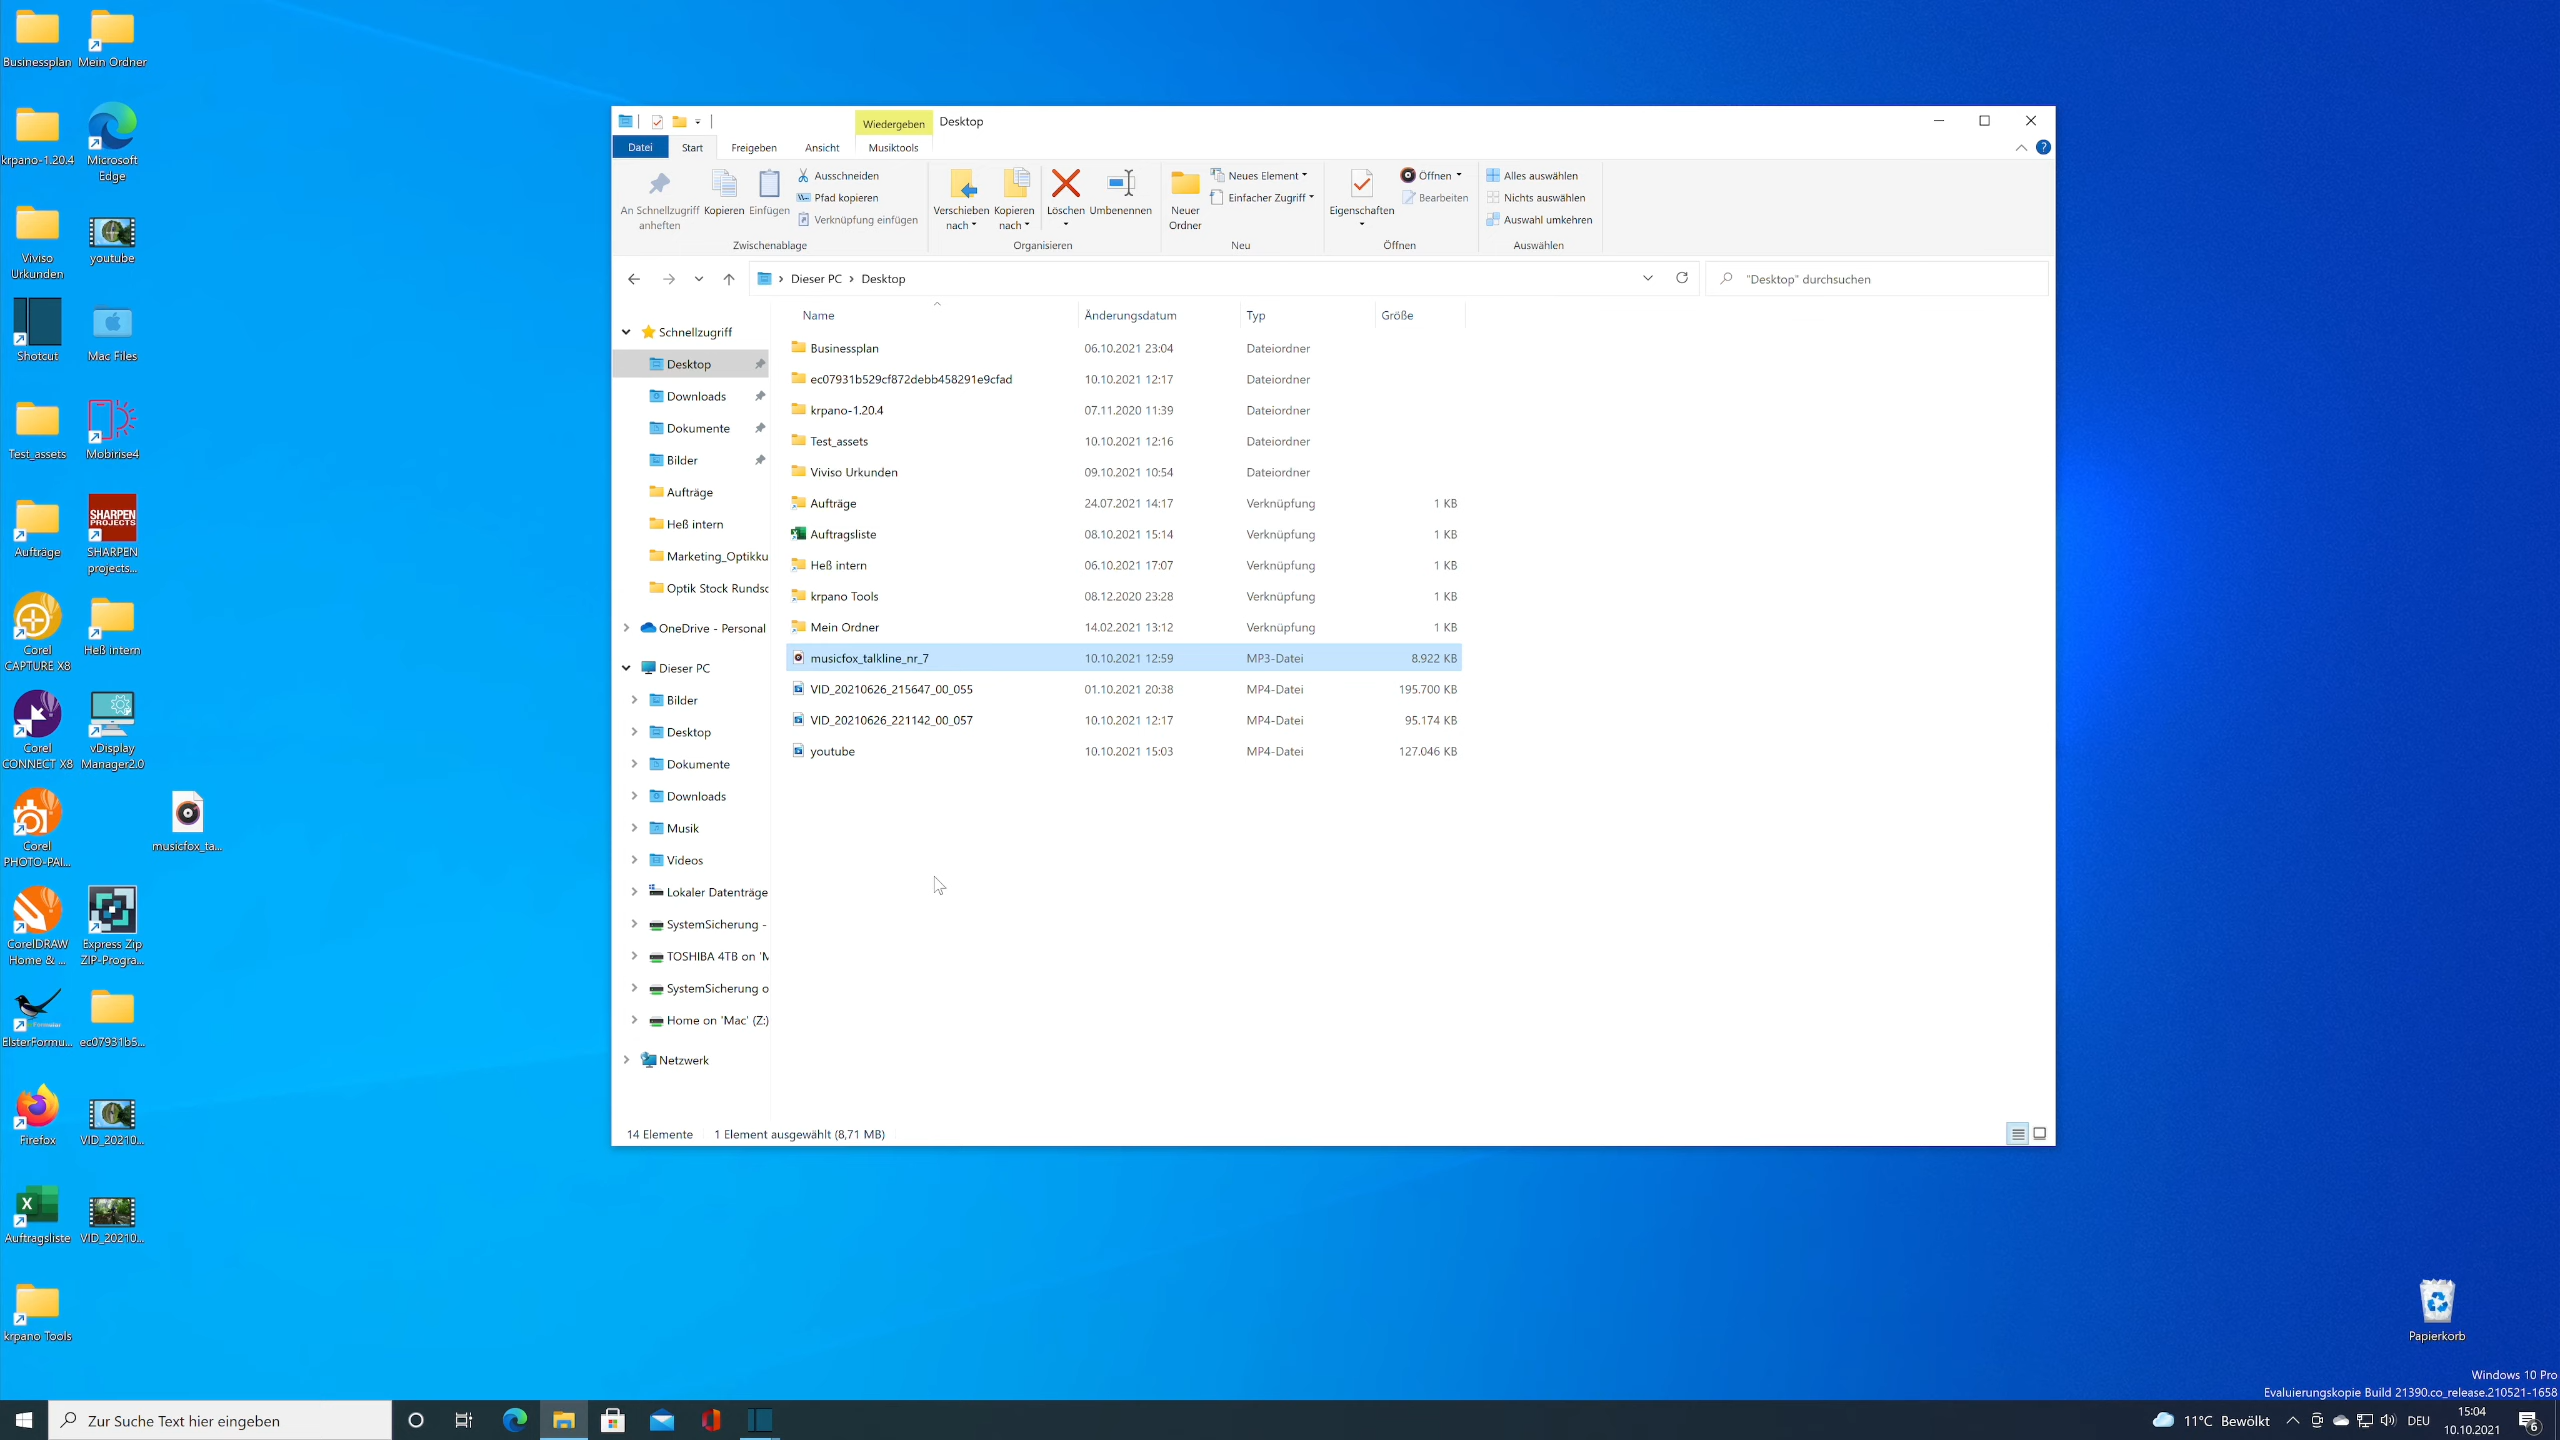 Businessplan
Mein Ordner
krpano-1.20.4
Microsoft
Edge
Viviso
Urkunden
youtube
Shotcut
Mac Files
Test_assets
Mobirise4
Aufträge
SHARPEN
PROJECTS
SHARPEN
projects...
Corel
CAPTURE X8
Heß intern
Corel
CONNECT X8
vDisplay
Manager2.0
Corel
PHOTO-PAI...
musicfox_ta...
CorelDRAW
Home & ...
Express Zip
ZIP-Progra...
ElsterFormu...
ec07931b5...
Firefox
VID_20210...
Auftragsliste
VID_20210...
krpano Tools
Wiedergeben
Desktop
Datei
Start
Freigeben
Ansicht
Musiktools
An Schnellzugriff
anheften
Kopieren
Einfügen
Ausschneiden
Pfad kopieren
Verknüpfung einfügen
Zwischenablage
Verschieben
nach
Kopieren
nach
Löschen
Umbenennen
Organisieren
Neuer
Ordner
Neues Element
Einfacher Zugriff
Neu
Eigenschaften
Öffnen
Bearbeiten
Öffnen
Alles auswählen
Nichts auswählen
Auswahl umkehren
Auswählen
Dieser PC > Desktop
"Desktop" durchsuchen
Schnellzugriff
Desktop
Downloads
Dokumente
Bilder
Aufträge
Heß intern
Marketing_Optikku
Optik Stock Rundsc
OneDrive - Personal
Dieser PC
Bilder
Desktop
Dokumente
Downloads
Musik
Videos
Lokaler Datenträge
SystemSicherung -
TOSHIBA 4TB on 'M
SystemSicherung o
Home on 'Mac' (Z:)
Netzwerk
Name Änderungsdatum Typ Größe
Businessplan 06.10.2021 23:04 Dateiordner
ec07931b529cf872debb458291e9cfad 10.10.2021 12:17 Dateiordner
krpano-1.20.4 07.11.2020 11:39 Dateiordner
Test_assets 10.10.2021 12:16 Dateiordner
Viviso Urkunden 09.10.2021 10:54 Dateiordner
Aufträge 24.07.2021 14:17 Verknüpfung 1 KB
Auftragsliste 08.10.2021 15:14 Verknüpfung 1 KB
Heß intern 06.10.2021 17:07 Verknüpfung 1 KB
krpano Tools 08.12.2020 23:28 Verknüpfung 1 KB
Mein Ordner 14.02.2021 13:12 Verknüpfung 1 KB
musicfox_talkline_nr_7 10.10.2021 12:59 MP3-Datei 8.922 KB
VID_20210626_215647_00_055 01.10.2021 20:38 MP4-Datei 195.700 KB
VID_20210626_221142_00_057 10.10.2021 12:17 MP4-Datei 95.174 KB
youtube 10.10.2021 15:03 MP4-Datei 127.046 KB
14 Elemente 1 Element ausgewählt (8,71 MB)
Papierkorb
Windows 10 Pro
Evaluierungskopie Build 21390.co_release.210521-1658
Zur Suche Text hier eingeben
11°C Bewölkt
DEU
15:04
10.10.2021
6